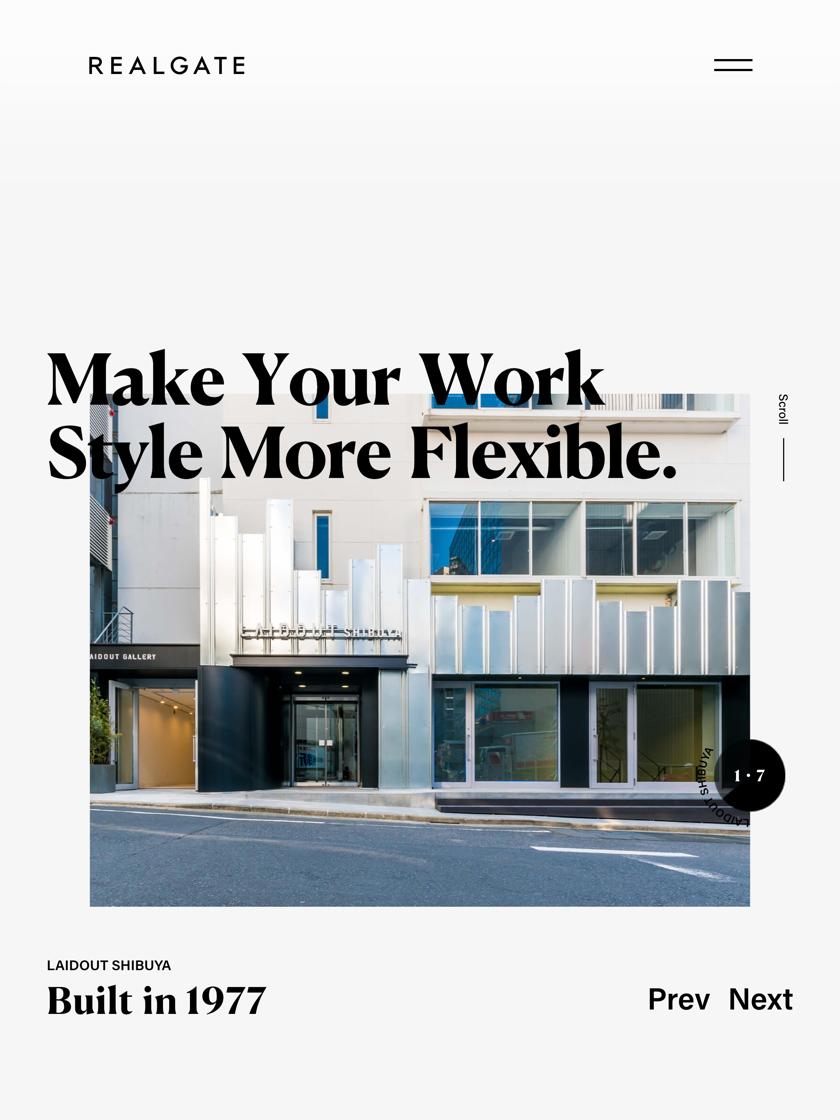 REALGATE
Make Your Work
Style More Flexible.
Scroll
LAIDOUT SHIBUYA
AIDOUT GALLERY
1 · 7
LAIDOUT SHIBUYA
LAIDOUT SHIBUYA
Built in 1977
Prev Next